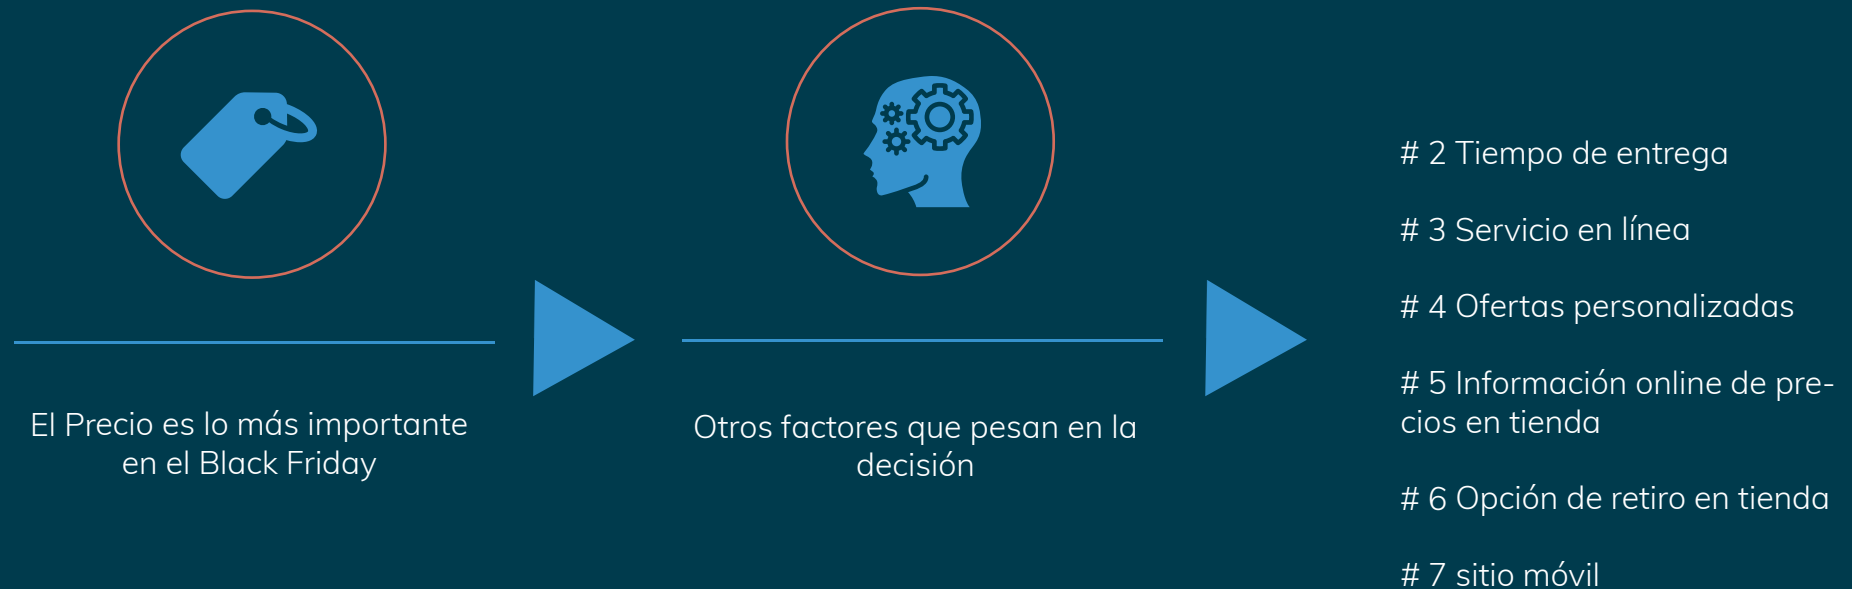 El Precio es lo más importante
en el Black Friday
Otros factores que pesan en la
decisión
# 2 Tiempo de entrega
# 3 Servicio en línea
# 4 Ofertas personalizadas
# 5 Información online de pre-
cios en tienda
# 6 Opción de retiro en tienda
# 7 sitio móvil